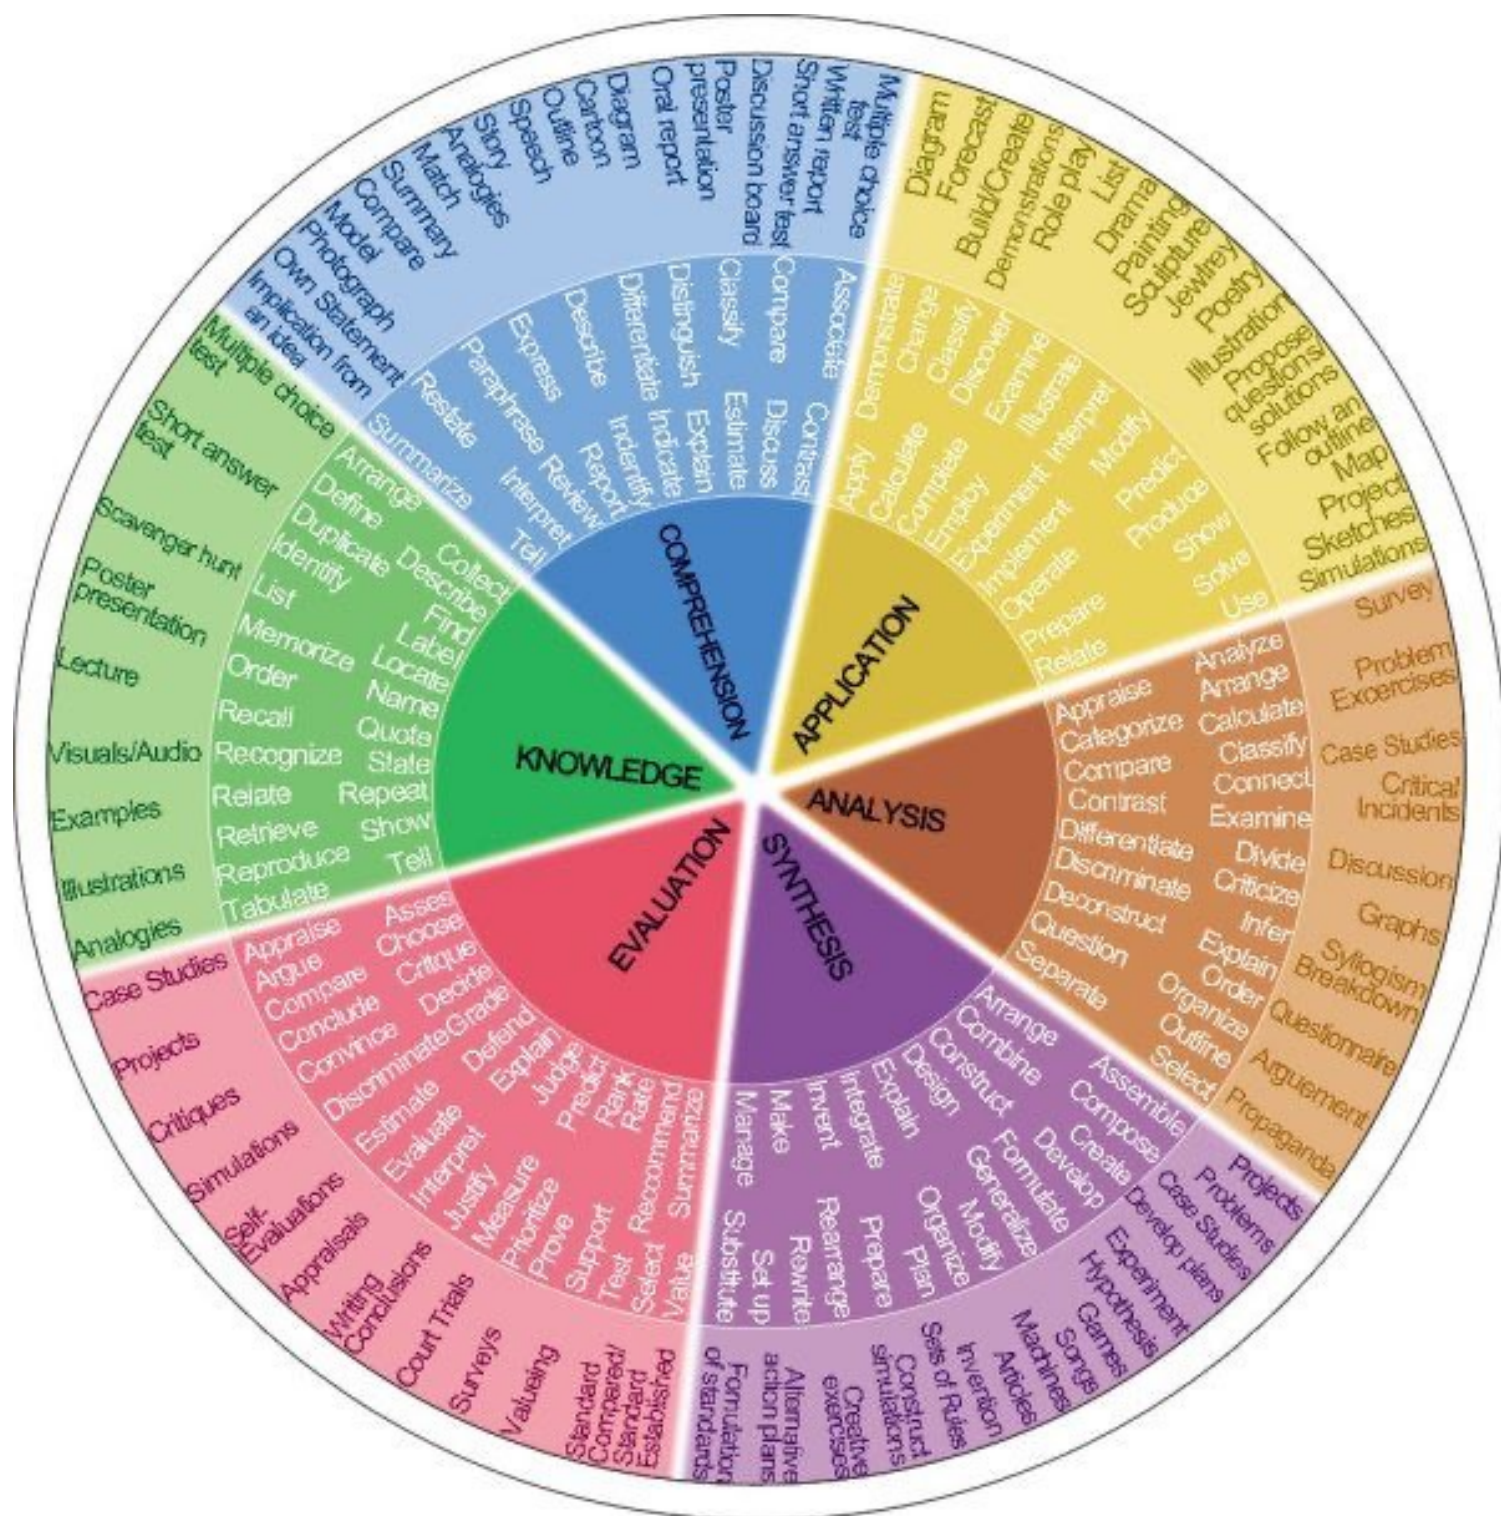 KNOWLEDGE
Arrange
Define
Duplicate
Identify
List
Memorize
Order
Recall
Recognize
Relate
Retrieve
Reproduce
Tabulate
Collect
Describe
Find
Label
Locate
Name
Quote
State
Repeat
Show
Tell
Multiple choice
test
Short answer
test
Scavenger hunt
Poster
presentation
Lecture
Visuals/Audio
Examples
Illustrations
Analogies
COMPREHENSION
Summarize
Restate
Paraphrase
Express
Describe
Differentiate
Distinguish
Classify
Compare
Associate
Tell
Interpret
Review
Report
Indentify
Indicate
Explain
Estimate
Discuss
Contrast
Implication from
an idea
Own Statement
Photograph
Model
Compare
Summary
Match
Analogies
Story
Speech
Outline
Cartoon
Diagram
Oral report
Poster
presentation
Discussion board
Short answer test
Written report
Multiple choice
test
APPLICATION
Demonstrate
Change
Classify
Discover
Examine
Illustrate
Interpret
Modify
Predict
Produce
Show
Solve
Use
Apply
Calculate
Complete
Employ
Experiment
Implement
Operate
Prepare
Relate
Diagram
Forecast
Build/Create
Demonstrations
Role play
List
Drama
Painting
Sculpture
Jewlrey
Poetry
Illustration
Propose
questions/
solutions
Follow an
outline
Map
Project
Sketches
Simulations
ANALYSIS
Analyze
Appraise
Arrange
Categorize
Calculate
Compare
Classify
Contrast
Connect
Differentiate
Examine
Discriminate
Divide
Deconstruct
Criticize
Question
Infer
Separate
Explain
Order
Organize
Outline
Select
Survey
Problem
Excercises
Case Studies
Critical
Incidents
Discussion
Graphs
Syllogism
Breakdown
Questionnaire
Arguement
Propaganda
SYNTHESIS
Arrange
Combine
Construct
Design
Explain
Integrate
Invent
Make
Manage
Assemble
Compose
Create
Develop
Formulate
Generalize
Modify
Organize
Plan
Prepare
Rearrange
Rewrite
Set up
Substitute
Projects
Problems
Case Studies
Develop plans
Experiment
Hypothesis
Games
Songs
Machines
Articles
Invention
Sets of Rules
Construct
simulations
Creative
exercises
Alternative
action plans
Formulation
of standards
EVALUATION
Appraise
Asses
Argue
Choose
Compare
Critique
Conclude
Decide
Convince
Grade
Discriminate
Defend
Estimate
Explain
Evaluate
Judge
Interpret
Predict
Justify
Rank
Measure
Rate
Prioritize
Prove
Support
Test
Reccommend
Select
Summarize
Value
Case Studies
Projects
Critiques
Simulations
Self-
Evaluations
Appraisals
Writing
Conclusions
Court Trials
Surveys
Valueing
Standard
Compared/
Standard
Established